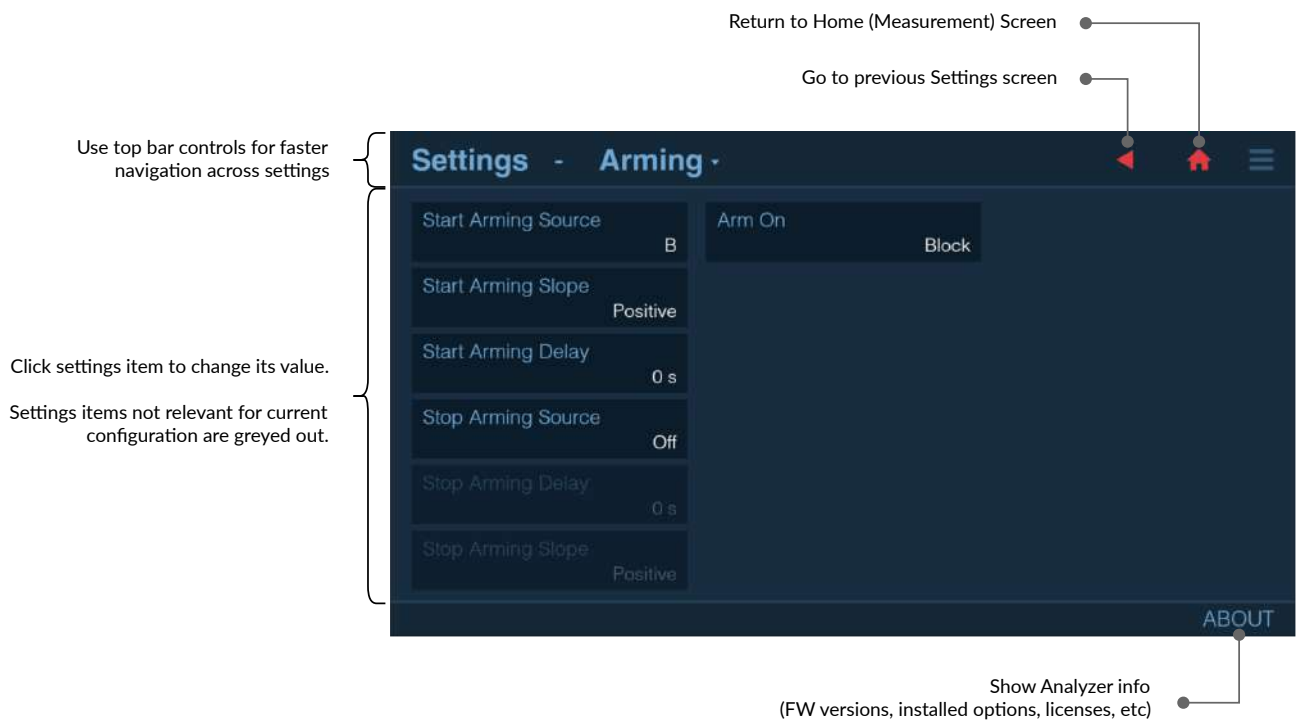 Return to Home (Measurement) Screen
Go to previous Settings screen
Use top bar controls for faster
navigation across settings
Settings - Arming
Start Arming Source
B
Arm On
Block
Start Arming Slope
Positive
Start Arming Delay
0 s
Click settings item to change its value.
Settings items not relevant for current
configuration are greyed out.
Stop Arming Source
Off
Stop Arming Delay
0 s
Stop Arming Slope
Positive
ABOUT
Show Analyzer info
(FW versions, installed options, licenses, etc)